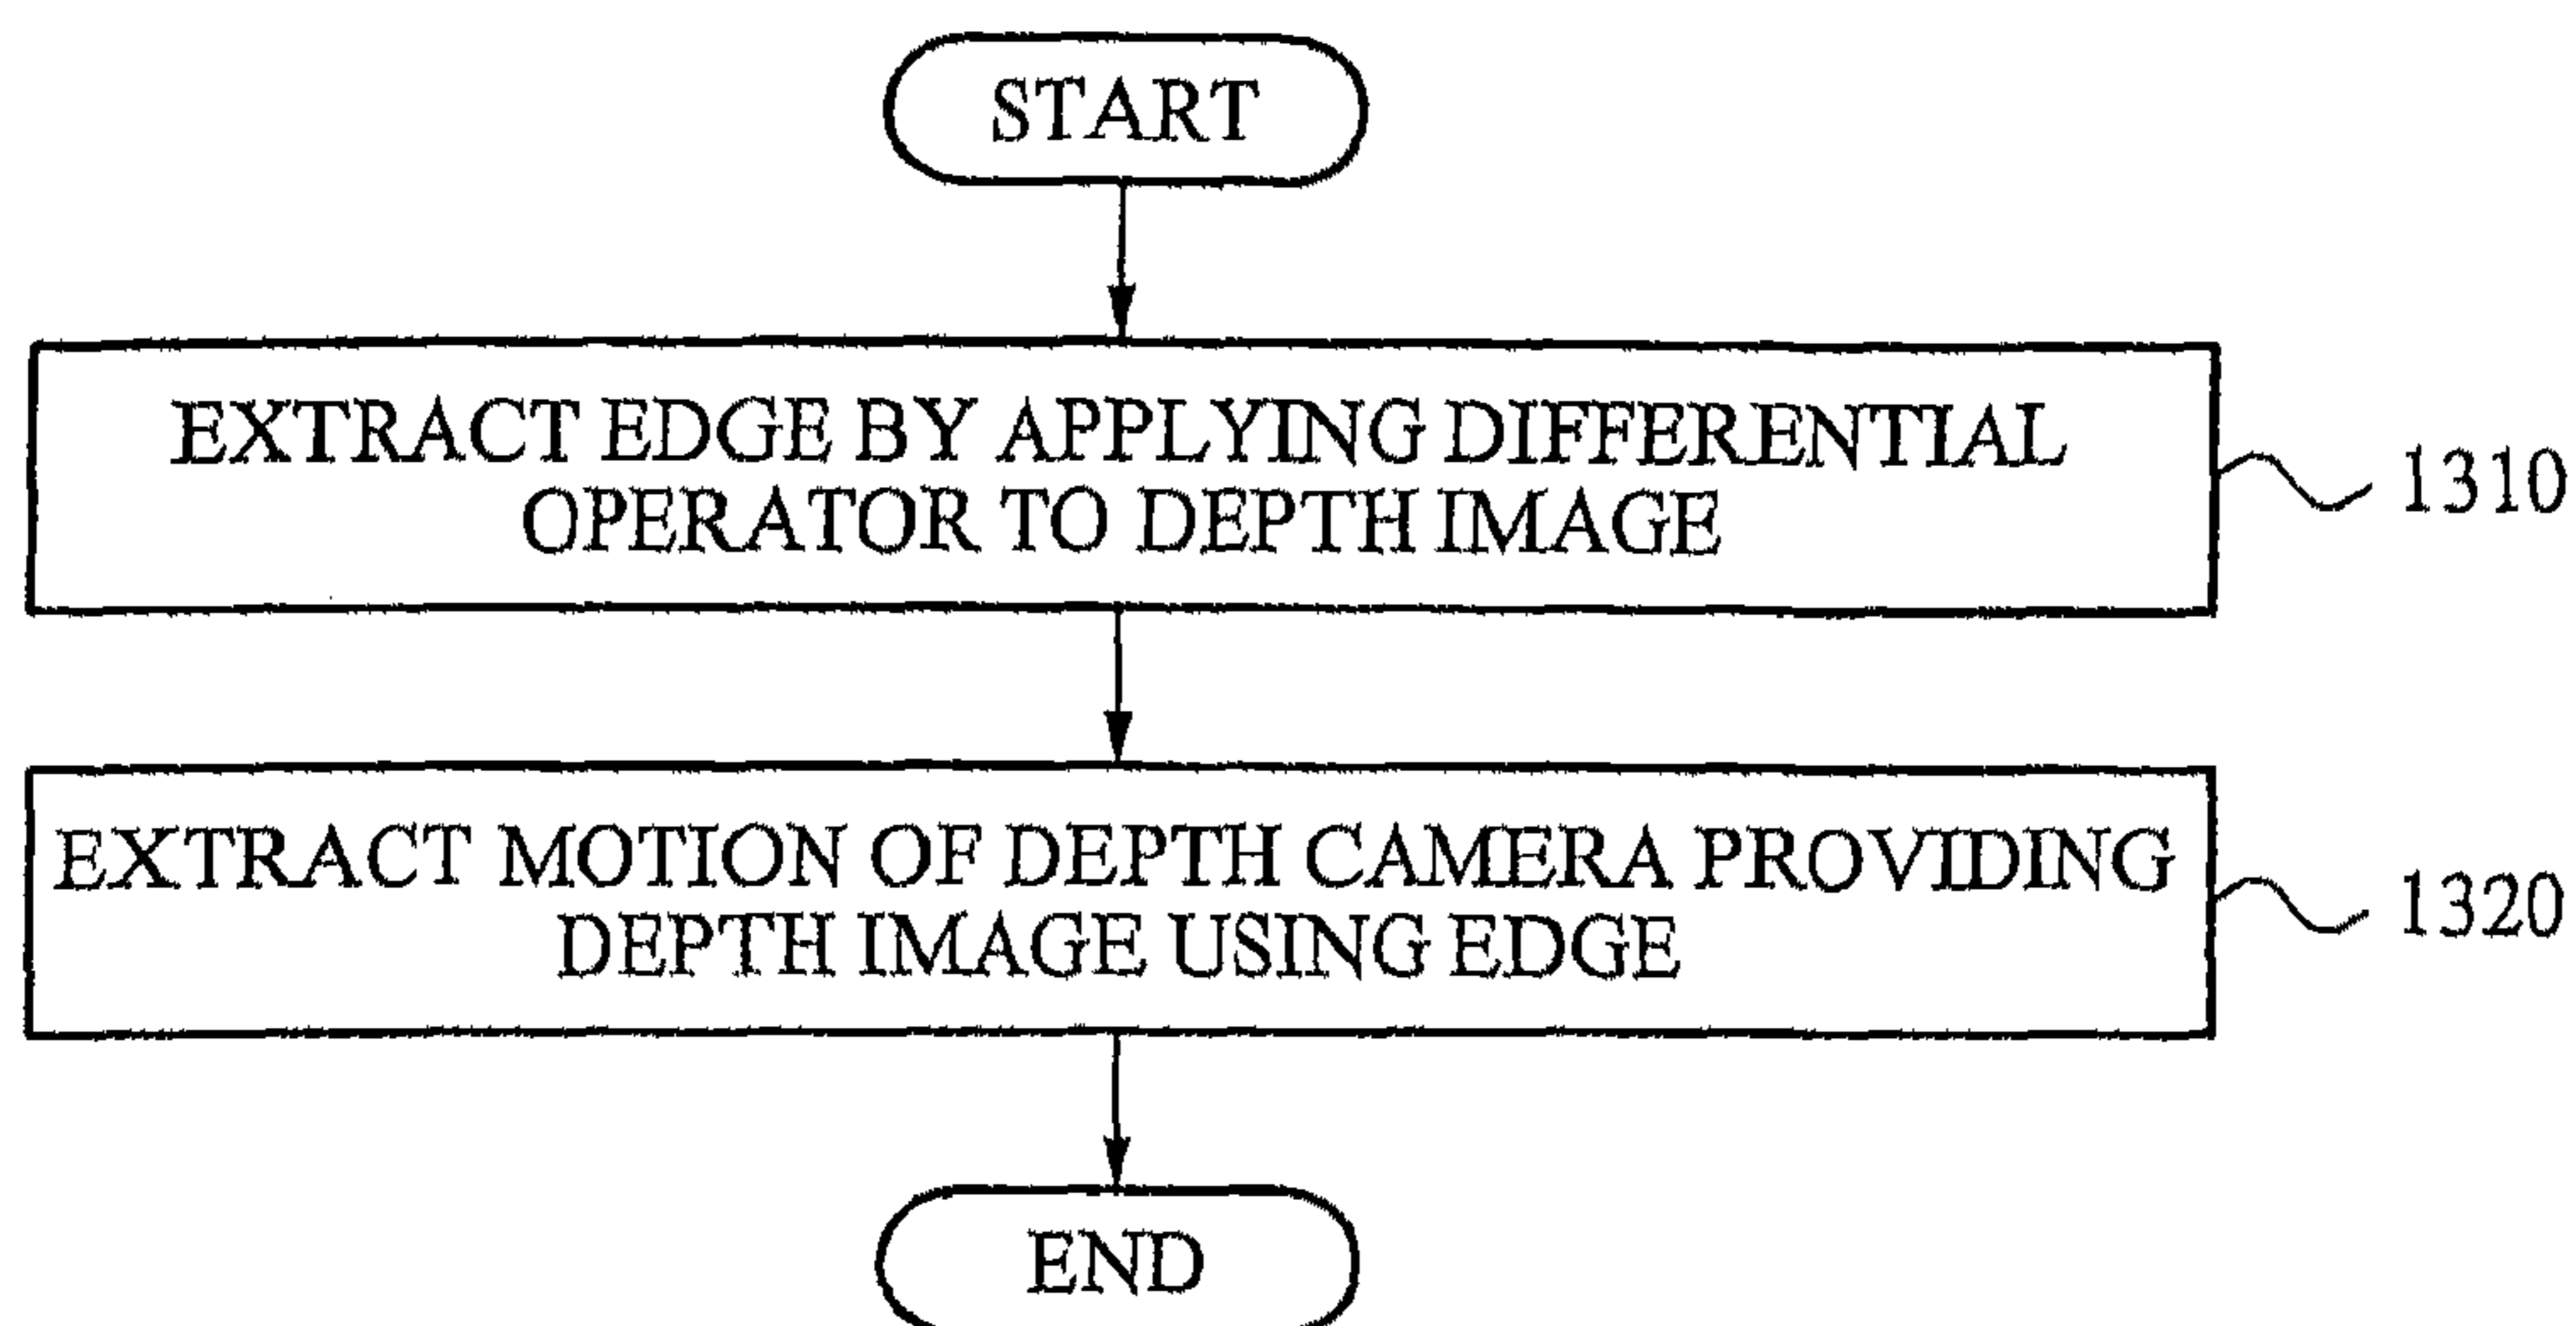 START
EXTRACT EDGE BY APPLYING DIFFERENTIAL
OPERATOR TO DEPTH IMAGE
1310
EXTRACT MOTION OF DEPTH CAMERA PROVIDING
DEPTH IMAGE USING EDGE
1320
END